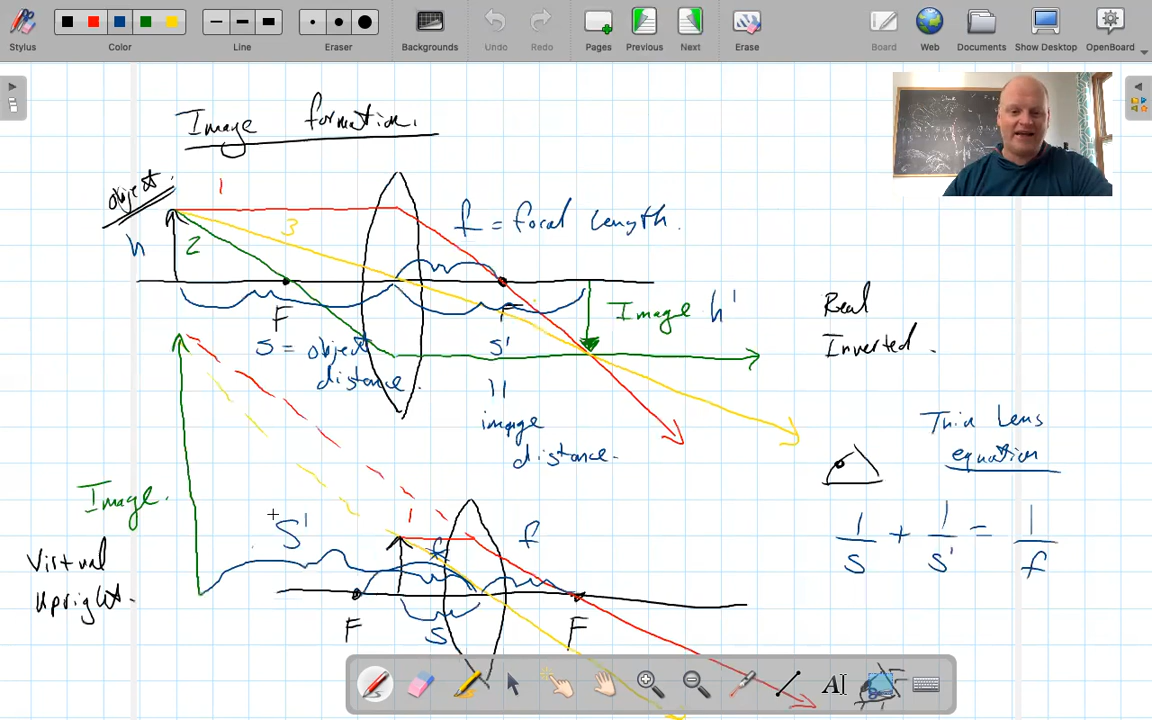 Stylus
Color
Line
Eraser
Backgrounds
Undo
Redo
Pages
Previous
Next
Erase
Board
Web
Documents
Show Desktop
OpenBoard
Image formation.
object.
1
h
2
3
f = focal length.
F
F
Image h'
s = object
distance.
s'
||
image
distance.
Real
Inverted.
Thin Lens
equation
1/s + 1/s' = 1/f
Image.
Virtual
Upright.
S'
1
f
f
F
s
F